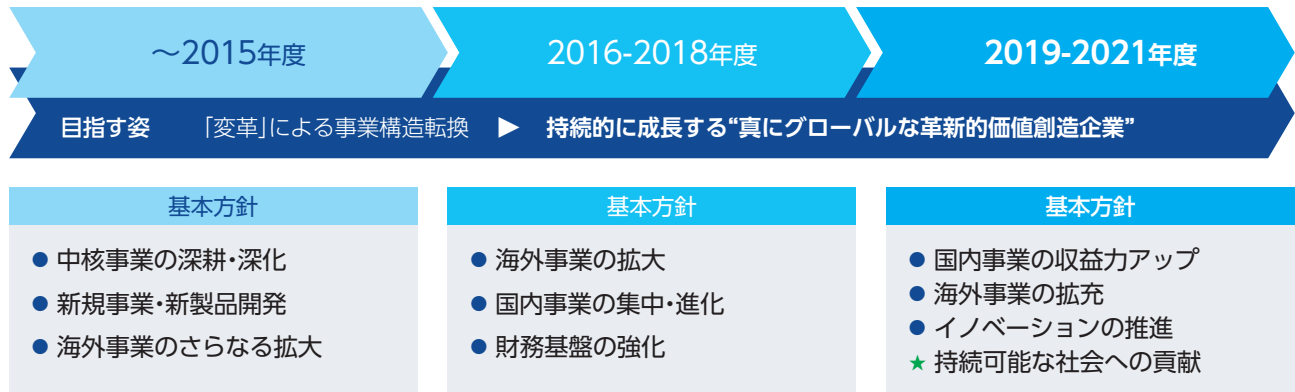 ～2015年度
2016-2018年度
2019-2021年度
目指す姿 「変革」による事業構造転換 ▶ 持続的に成長する“真にグローバルな革新的価値創造企業”
基本方針
● 中核事業の深耕・深化
● 新規事業・新製品開発
● 海外事業のさらなる拡大
基本方針
● 海外事業の拡大
● 国内事業の集中・進化
● 財務基盤の強化
基本方針
● 国内事業の収益力アップ
● 海外事業の拡充
● イノベーションの推進
★ 持続可能な社会への貢献